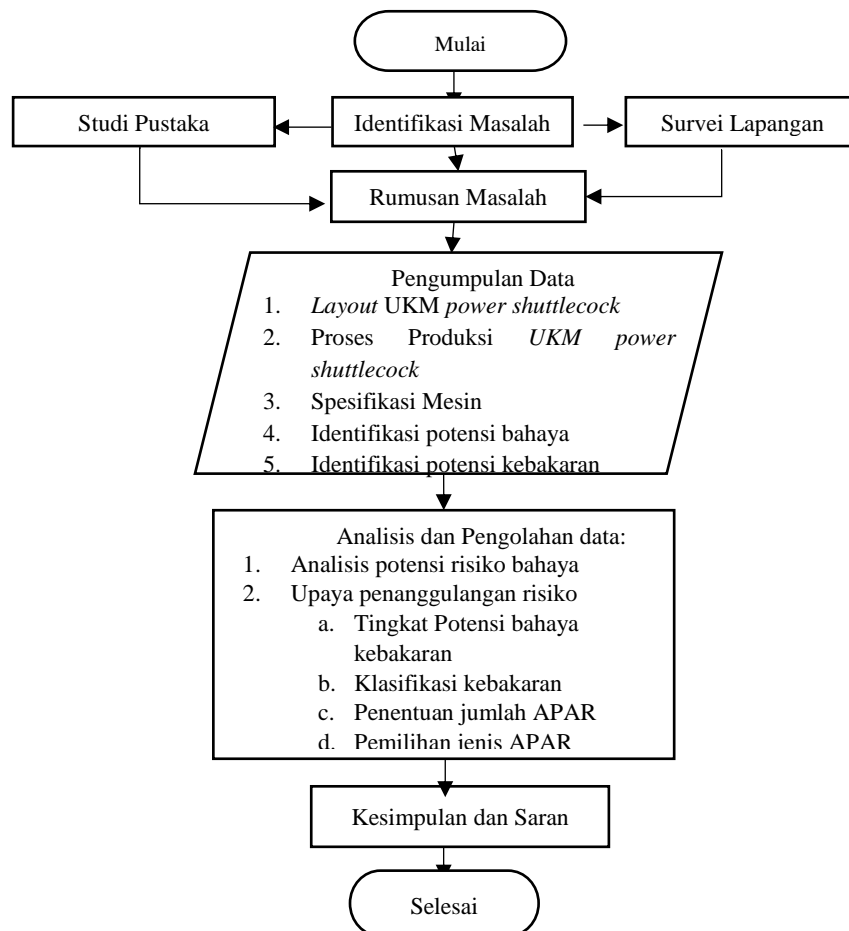 Mulai
Studi Pustaka
Identifikasi Masalah
Survei Lapangan
Rumusan Masalah
Pengumpulan Data
1. Layout UKM power shuttlecock
2. Proses Produksi UKM power
shuttlecock
3. Spesifikasi Mesin
4. Identifikasi potensi bahaya
5. Identifikasi potensi kebakaran
Analisis dan Pengolahan data:
1. Analisis potensi risiko bahaya
2. Upaya penanggulangan risiko
a. Tingkat Potensi bahaya
kebakaran
b. Klasifikasi kebakaran
c. Penentuan jumlah APAR
d. Pemilihan jenis APAR
Kesimpulan dan Saran
Selesai